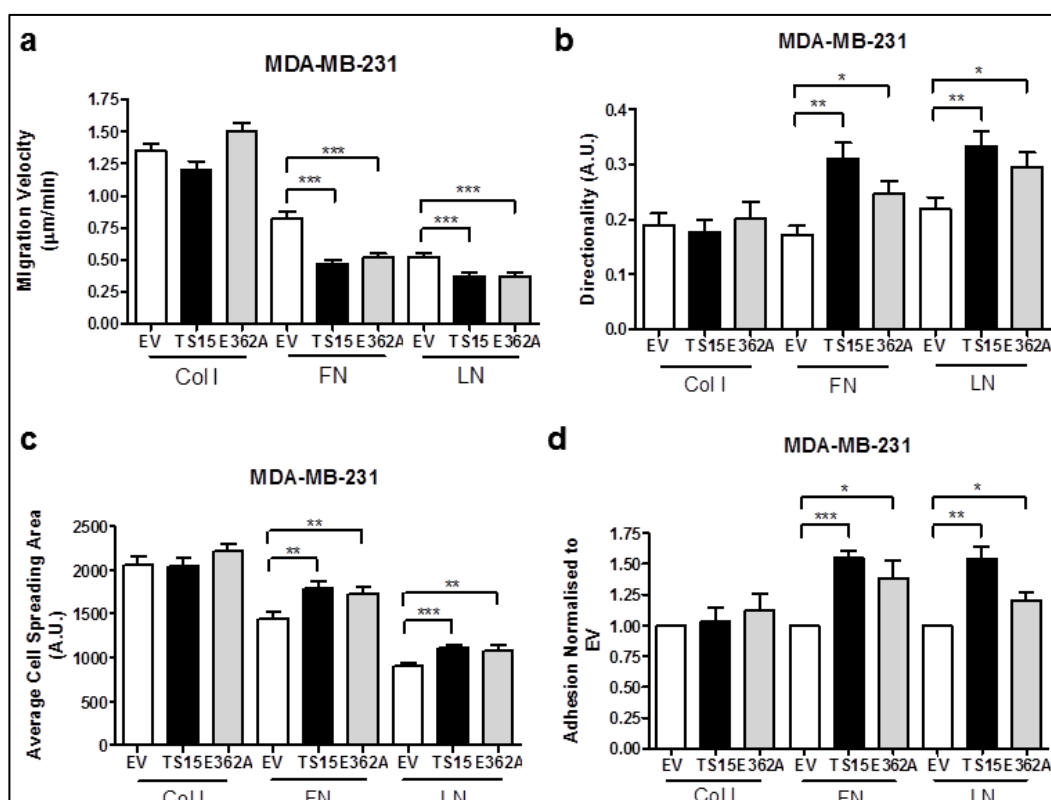 a
MDA-MB-231
Migration Velocity
(μm/min)
1.75
1.50
1.25
1.00
0.75
0.50
0.25
0.00
***
***
***
***
EV TS15 E362A EV TS15 E362A EV TS15 E362A
Col I FN LN
b
MDA-MB-231
Directionality (A.U.)
0.4
0.3
0.2
0.1
0.0
*
**
*
**
EV TS15 E362A EV TS15 E362A EV TS15 E362A
Col I FN LN
c
MDA-MB-231
Average Cell Spreading Area
(A.U.)
2500
2000
1500
1000
500
0
**
**
**
***
EV TS15 E362A EV TS15 E362A EV TS15 E362A
Col I FN LN
d
MDA-MB-231
Adhesion Normalised to
EV
1.75
1.50
1.25
1.00
0.75
0.50
0.25
0.00
*
***
*
**
EV TS15 E362A EV TS15 E362A EV TS15 E362A
Col I FN LN